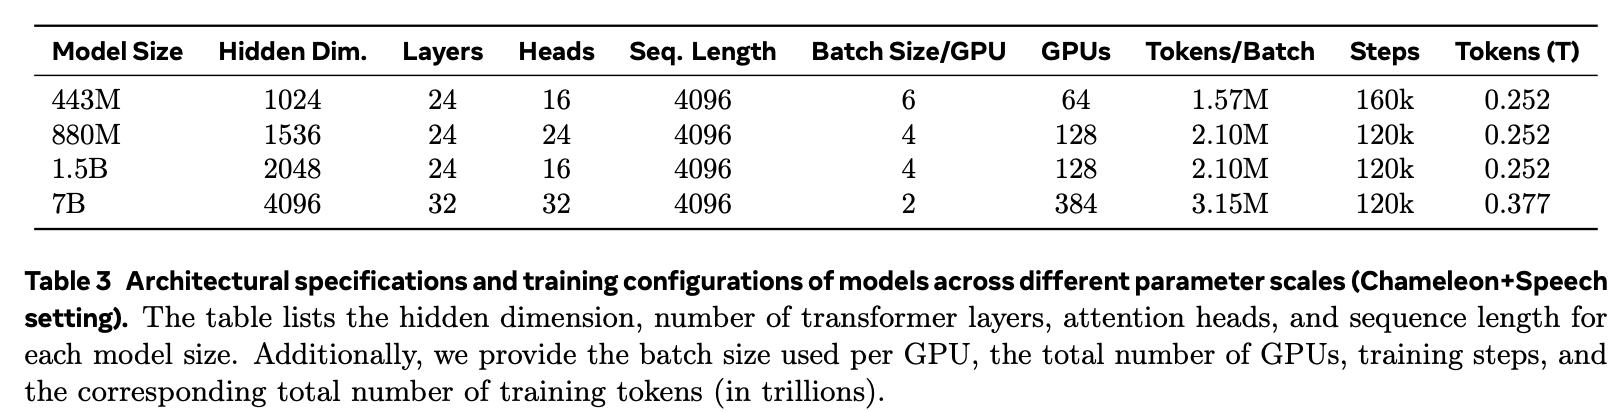 Model Size Hidden Dim. Layers Heads Seq. Length Batch Size/GPU GPUs Tokens/Batch Steps Tokens (T)
443M 1024 24 16 4096 6 64 1.57M 160k 0.252
880M 1536 24 24 4096 4 128 2.10M 120k 0.252
1.5B 2048 24 16 4096 4 128 2.10M 120k 0.252
7B 4096 32 32 4096 2 384 3.15M 120k 0.377
Table 3 Architectural specifications and training configurations of models across different parameter scales (Chameleon+Speech
setting). The table lists the hidden dimension, number of transformer layers, attention heads, and sequence length for
each model size. Additionally, we provide the batch size used per GPU, the total number of GPUs, training steps, and
the corresponding total number of training tokens (in trillions).